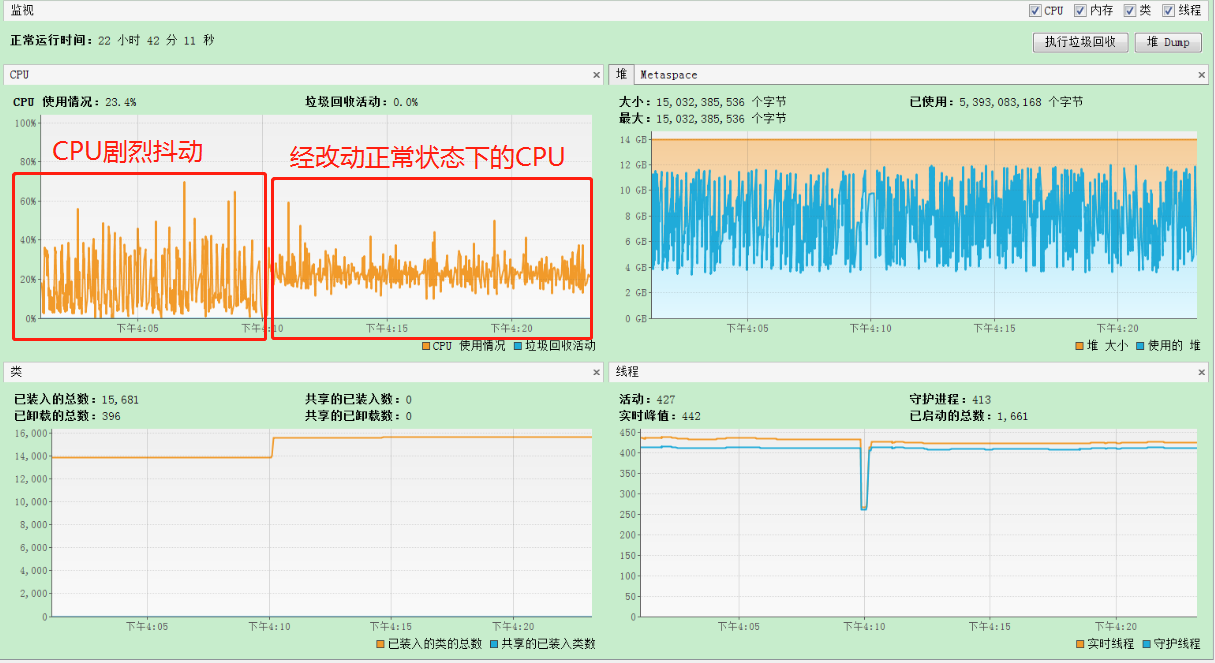 监视
CPU 内存 类 线程
正常运行时间: 22 小时 42 分 11 秒
执行垃圾回收 堆 Dump
CPU ×
CPU 使用情况: 23.4% 垃圾回收活动: 0.0%
100%
80%
60%
40%
20%
0%
CPU剧烈抖动
经改动正常状态下的CPU
下午4:05 下午4:10 下午4:15 下午4:20
CPU 使用情况 垃圾回收活动
堆 Metaspace ×
大小: 15,032,385,536 个字节 已使用: 5,393,083,168 个字节
最大: 15,032,385,536 个字节
14 GB
12 GB
10 GB
8 GB
6 GB
4 GB
2 GB
0 GB
下午4:05 下午4:10 下午4:15 下午4:20
堆 大小 使用的 堆
类 ×
已装入的总数: 15,681 共享的已装入数: 0
已卸载的总数: 396 共享的已卸载数: 0
16,000
14,000
12,000
10,000
8,000
6,000
4,000
2,000
0
下午4:05 下午4:10 下午4:15 下午4:20
已装入的类的总数 共享的已装入类数
线程 ×
活动: 427 守护进程: 413
实时峰值: 442 已启动的总数: 1,661
450
400
350
300
250
200
150
100
50
0
下午4:05 下午4:10 下午4:15 下午4:20
实时线程 守护线程